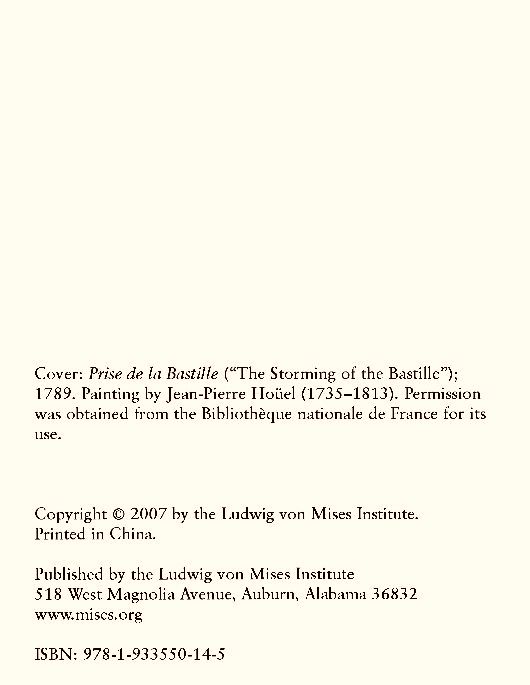 Cover: Prise de la Bastille (“The Storming of the Bastille”);
1789. Painting by Jean-Pierre Hoüel (1735–1813). Permission
was obtained from the Bibliothèque nationale de France for its
use.
Copyright © 2007 by the Ludwig von Mises Institute.
Printed in China.
Published by the Ludwig von Mises Institute
518 West Magnolia Avenue, Auburn, Alabama 36832
www.mises.org
ISBN: 978-1-933550-14-5